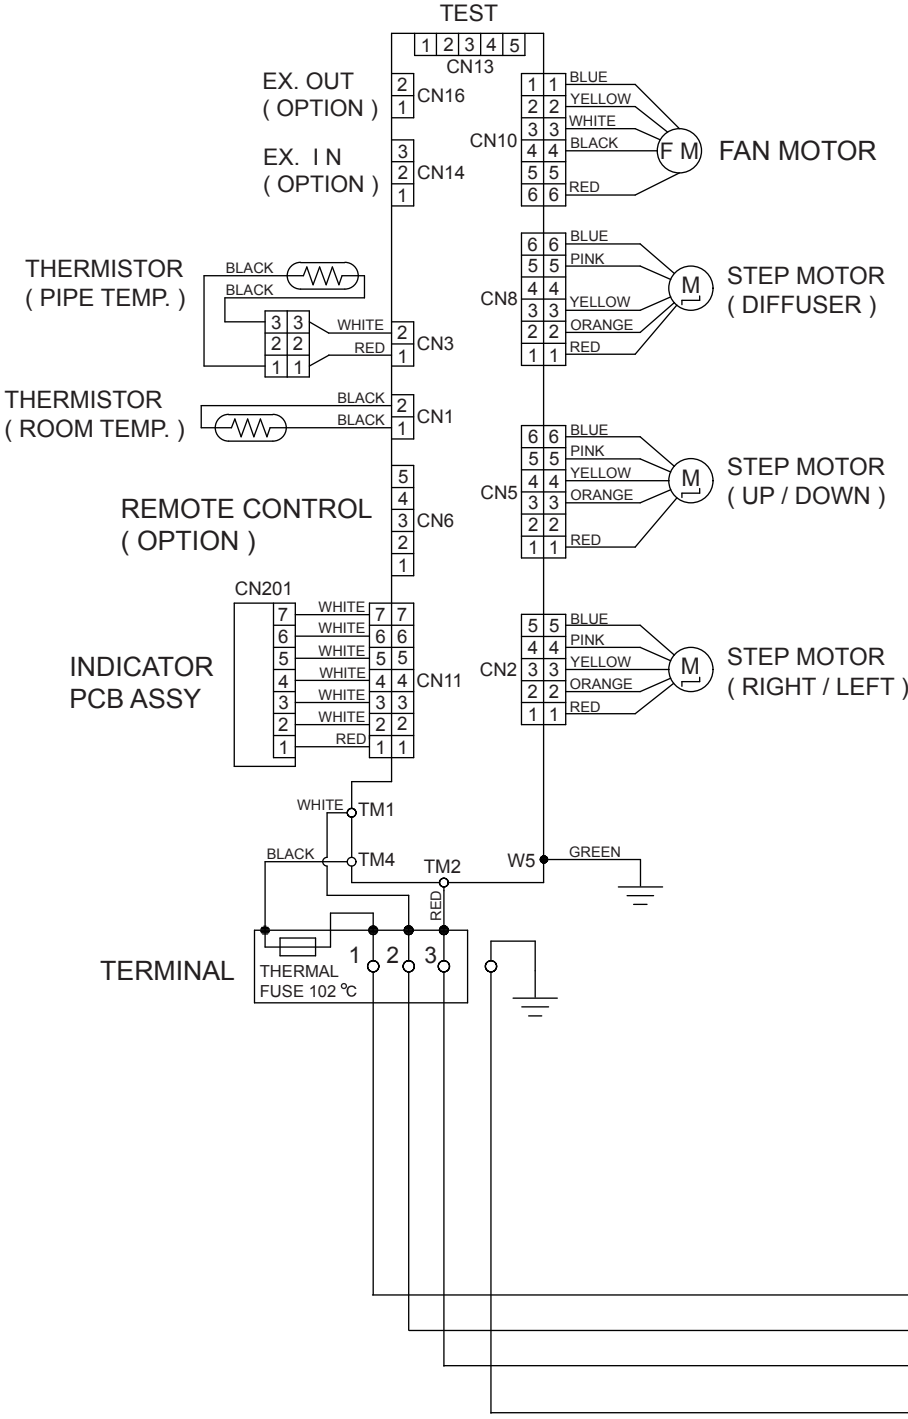 TEST
1 2 3 4 5
CN13
EX. OUT
( OPTION )
2
1
CN16
EX. I N
( OPTION )
3
2
1
CN14
CN10
1 1 BLUE
2 2 YELLOW
3 3 WHITE
4 4 BLACK
5 5
6 6 RED
F M
FAN MOTOR
THERMISTOR
( PIPE TEMP. )
BLACK
BLACK
3 3
2 2
1 1
WHITE 2
RED 1
CN3
CN8
6 6 BLUE
5 5 PINK
4 4
3 3 YELLOW
2 2 ORANGE
1 1 RED
M
STEP MOTOR
( DIFFUSER )
THERMISTOR
( ROOM TEMP. )
BLACK 2
BLACK 1
CN1
REMOTE CONTROL
( OPTION )
5
4
3
2
1
CN6
CN5
6 6 BLUE
5 5 PINK
4 4 YELLOW
3 3 ORANGE
2 2
1 1 RED
M
STEP MOTOR
( UP / DOWN )
CN201
INDICATOR
PCB ASSY
7 WHITE 7 7
6 WHITE 6 6
5 WHITE 5 5
4 WHITE 4 4
3 WHITE 3 3
2 WHITE 2 2
1 RED 1 1
CN11
CN2
5 5 BLUE
4 4 PINK
3 3 YELLOW
2 2 ORANGE
1 1 RED
M
STEP MOTOR
( RIGHT / LEFT )
WHITE TM1
BLACK TM4
TM2
RED
W5 GREEN
TERMINAL
THERMAL
FUSE 102 °C
1 2 3